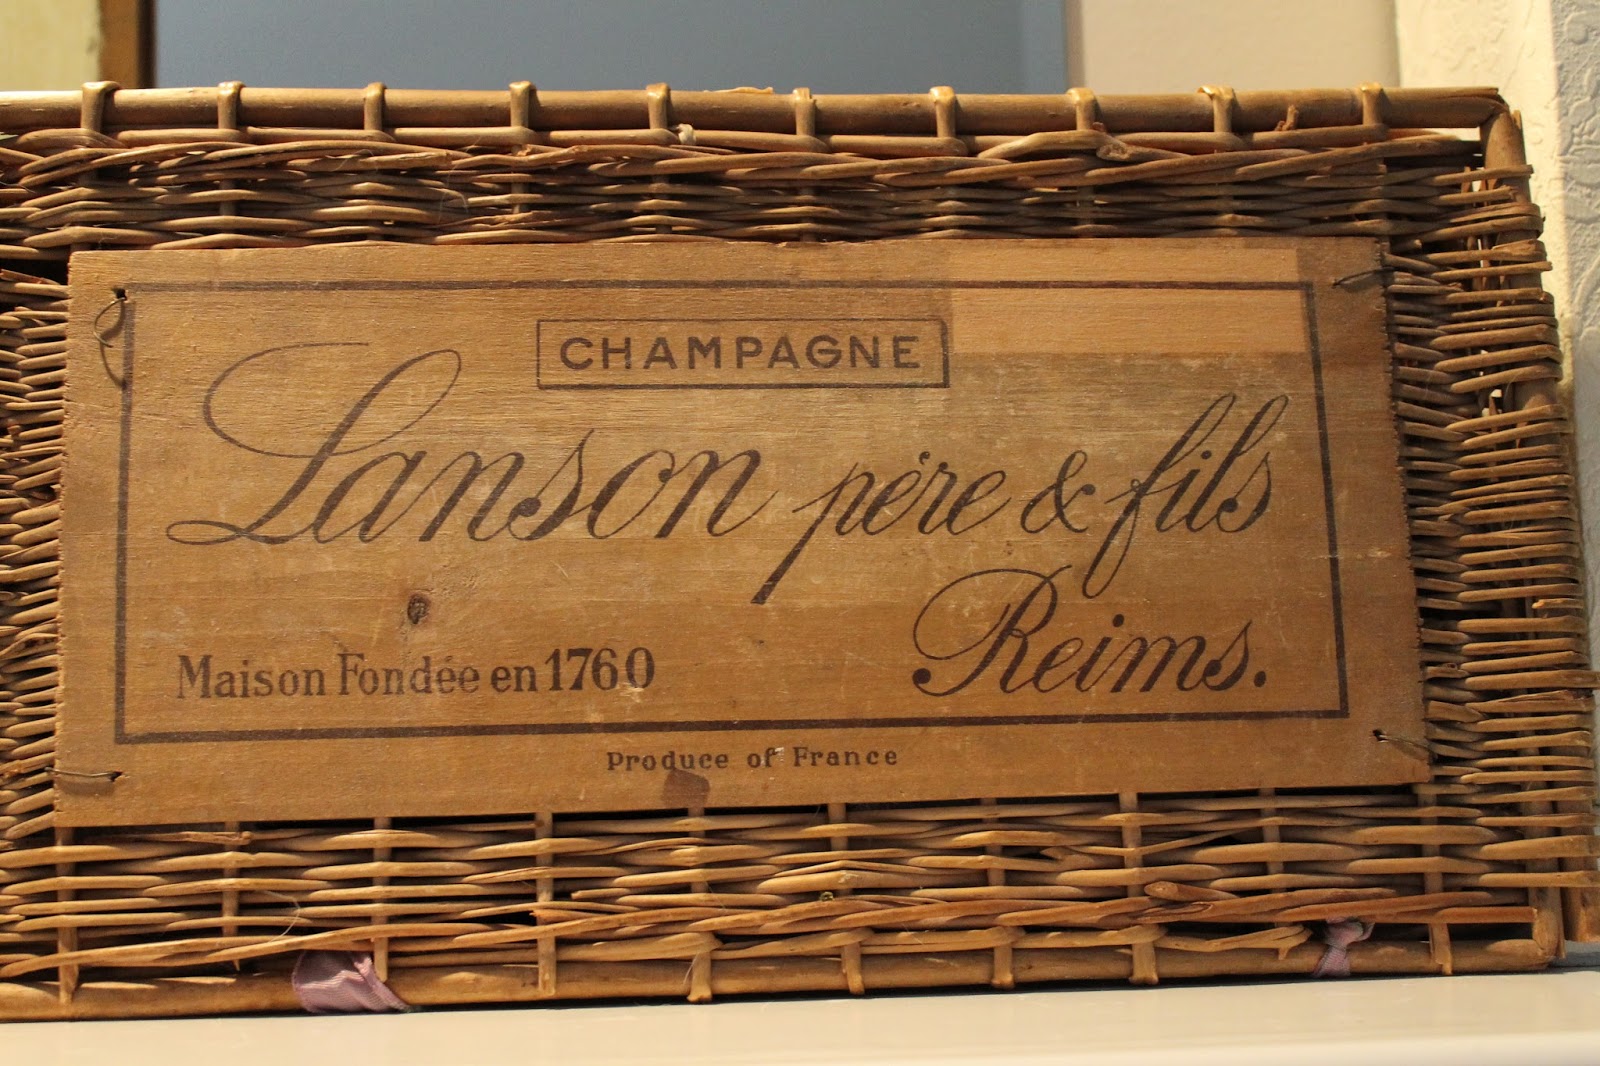 CHAMPAGNE
Lanson père & fils
Reims.
Maison Fondée en 1760
Produce of France